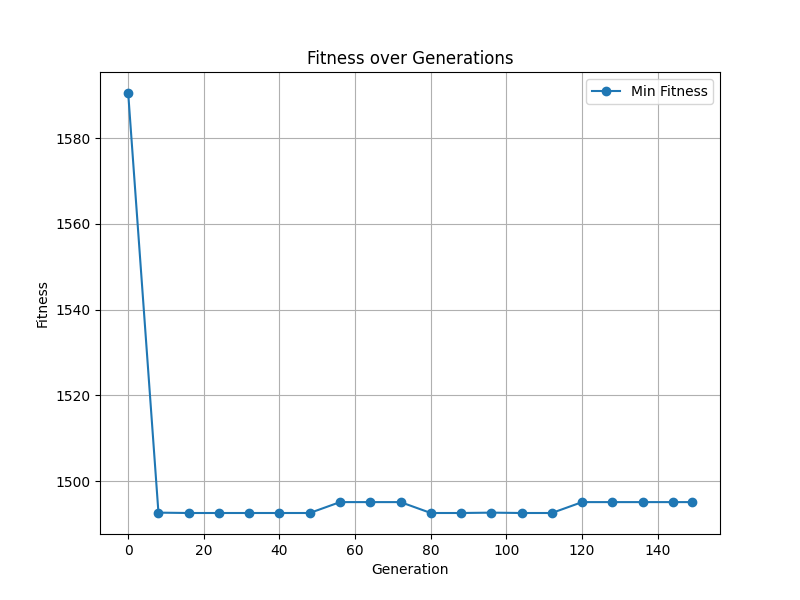 Fitness over Generations
Min Fitness
1580
1560
1540
1520
1500
Fitness
0 20 40 60 80 100 120 140
Generation